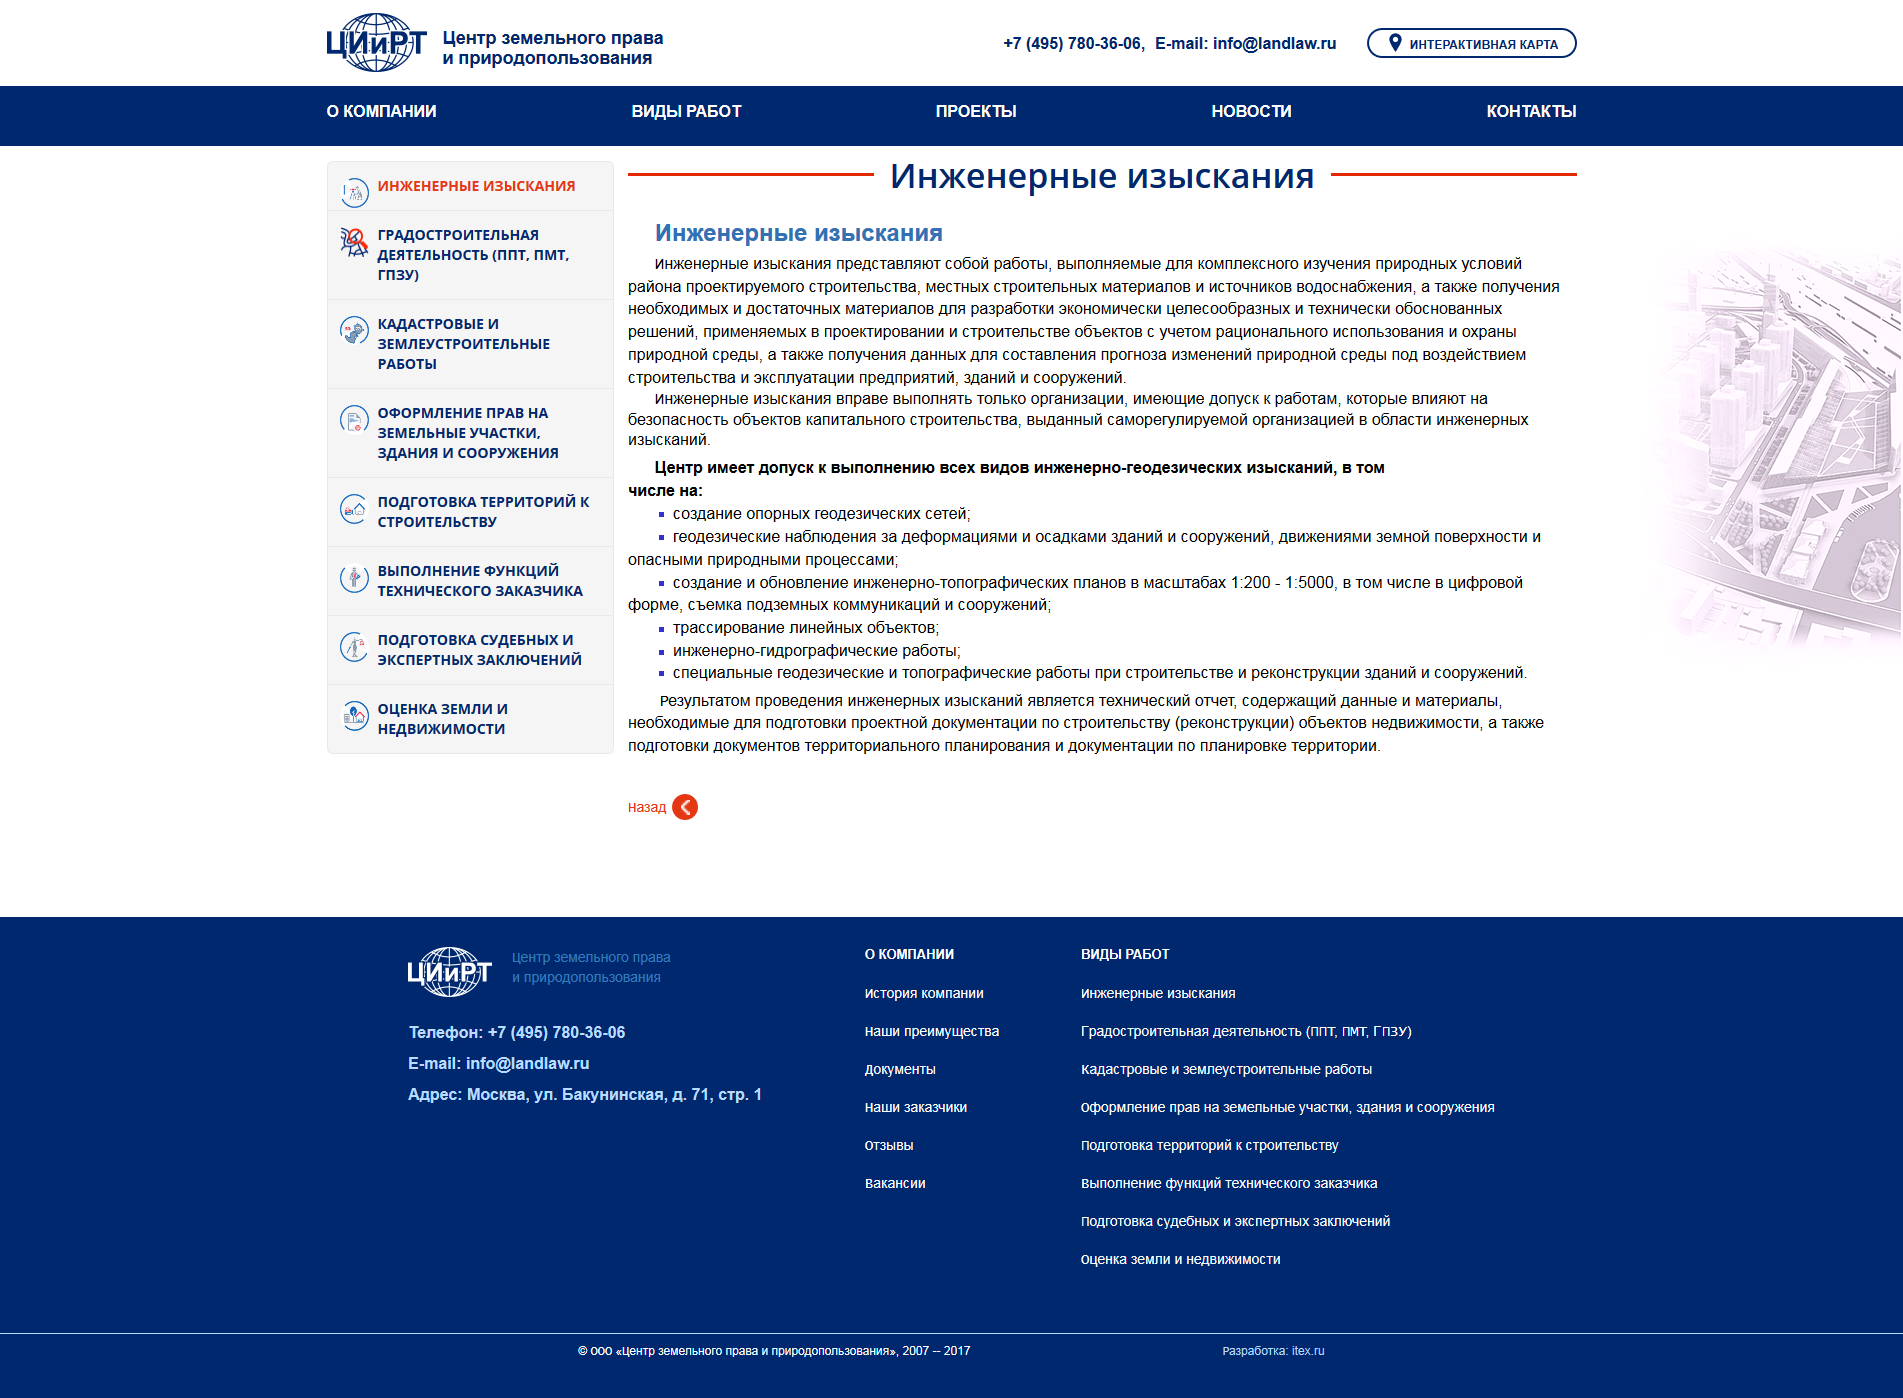 ЦИиРТ
Центр земельного права
и природопользования
+7 (495) 780-36-06, E-mail: info@landlaw.ru
ИНТЕРАКТИВНАЯ КАРТА
О КОМПАНИИ
ВИДЫ РАБОТ
ПРОЕКТЫ
НОВОСТИ
КОНТАКТЫ
ИНЖЕНЕРНЫЕ ИЗЫСКАНИЯ
ГРАДОСТРОИТЕЛЬНАЯ
ДЕЯТЕЛЬНОСТЬ (ППТ, ПМТ,
ГПЗУ)
КАДАСТРОВЫЕ И
ЗЕМЛЕУСТРОИТЕЛЬНЫЕ
РАБОТЫ
ОФОРМЛЕНИЕ ПРАВ НА
ЗЕМЕЛЬНЫЕ УЧАСТКИ,
ЗДАНИЯ И СООРУЖЕНИЯ
ПОДГОТОВКА ТЕРРИТОРИЙ К
СТРОИТЕЛЬСТВУ
ВЫПОЛНЕНИЕ ФУНКЦИЙ
ТЕХНИЧЕСКОГО ЗАКАЗЧИКА
ПОДГОТОВКА СУДЕБНЫХ И
ЭКСПЕРТНЫХ ЗАКЛЮЧЕНИЙ
ОЦЕНКА ЗЕМЛИ И
НЕДВИЖИМОСТИ
Инженерные изыскания
Инженерные изыскания
Инженерные изыскания представляют собой работы, выполняемые для комплексного изучения природных условий
района проектируемого строительства, местных строительных материалов и источников водоснабжения, а также получения
необходимых и достаточных материалов для разработки экономически целесообразных и технически обоснованных
решений, применяемых в проектировании и строительстве объектов с учетом рационального использования и охраны
природной среды, а также получения данных для составления прогноза изменений природной среды под воздействием
строительства и эксплуатации предприятий, зданий и сооружений.
Инженерные изыскания вправе выполнять только организации, имеющие допуск к работам, которые влияют на
безопасность объектов капитального строительства, выданный саморегулируемой организацией в области инженерных
изысканий.
Центр имеет допуск к выполнению всех видов инженерно-геодезических изысканий, в том
числе на:
создание опорных геодезических сетей;
геодезические наблюдения за деформациями и осадками зданий и сооружений, движениями земной поверхности и
опасными природными процессами;
создание и обновление инженерно-топографических планов в масштабах 1:200 - 1:5000, в том числе в цифровой
форме, съемка подземных коммуникаций и сооружений;
трассирование линейных объектов;
инженерно-гидрографические работы;
специальные геодезические и топографические работы при строительстве и реконструкции зданий и сооружений.
Результатом проведения инженерных изысканий является технический отчет, содержащий данные и материалы,
необходимые для подготовки проектной документации по строительству (реконструкции) объектов недвижимости, а также
подготовки документов территориального планирования и документации по планировке территории.
Назад
ЦИиРТ
Центр земельного права
и природопользования
Телефон: +7 (495) 780-36-06
E-mail: info@landlaw.ru
Адрес: Москва, ул. Бакунинская, д. 71, стр. 1
О КОМПАНИИ
История компании
Наши преимущества
Документы
Наши заказчики
Отзывы
Вакансии
ВИДЫ РАБОТ
Инженерные изыскания
Градостроительная деятельность (ППТ, ПМТ, ГПЗУ)
Кадастровые и землеустроительные работы
Оформление прав на земельные участки, здания и сооружения
Подготовка территорий к строительству
Выполнение функций технического заказчика
Подготовка судебных и экспертных заключений
Оценка земли и недвижимости
© ООО «Центр земельного права и природопользования», 2007 -- 2017
Разработка: itex.ru